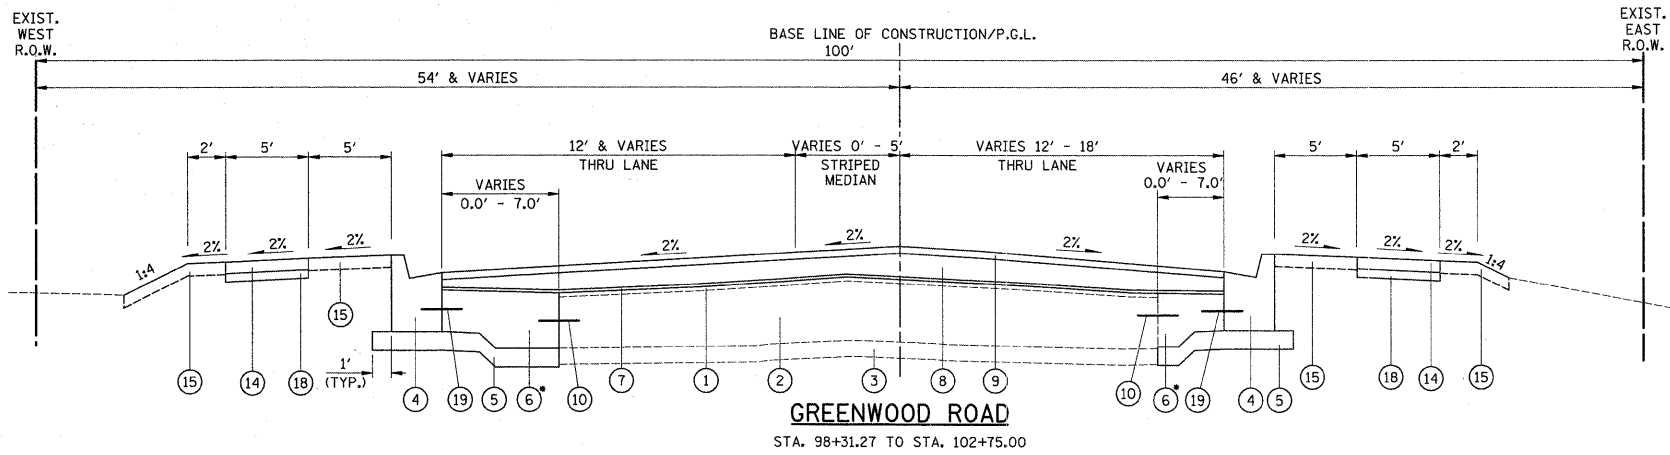 EXIST.
WEST
R.O.W.
EXIST.
EAST
R.O.W.
BASE LINE OF CONSTRUCTION/P.G.L.
100'
54' & VARIES
46' & VARIES
2'
5'
5'
12' & VARIES
THRU LANE
VARIES 0' - 5'
STRIPED
MEDIAN
VARIES 12' - 18'
THRU LANE
5'
5'
2'
VARIES
0.0' - 7.0'
VARIES
0.0' - 7.0'
1:4
2%
2%
2%
2%
2%
2%
2%
2%
2%
1:4
15
14
18
15
1'
(TYP.)
4
19
5
6*
10
7
1
2
3
8
9
10
6*
19
4
5
15
18
14
15
GREENWOOD ROAD
STA. 98+31.27 TO STA. 102+75.00